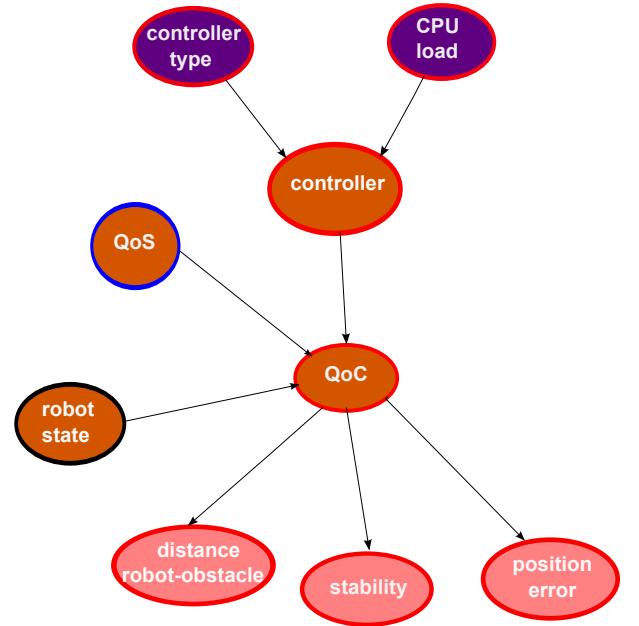 controller
type
CPU
load
controller
QoS
QoC
robot
state
distance
robot-obstacle
stability
position
error